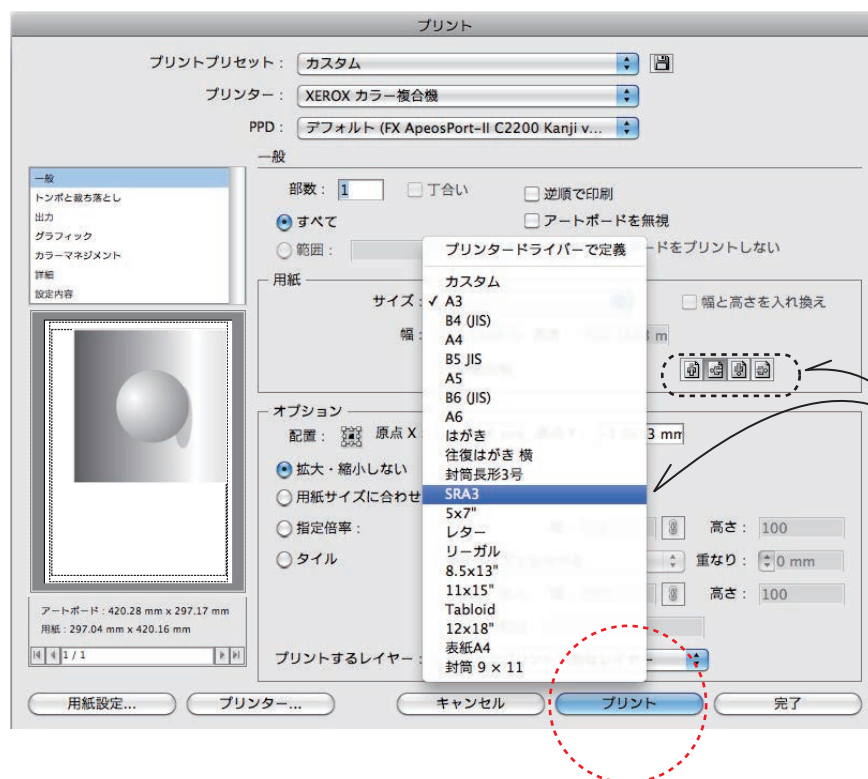 プリント
プリントプリセット： カスタム
プリンター： XEROX カラー複合機
PPD： デフォルト (FX ApeosPort-II C2200 Kanji v...
一般
一般
トンボと裁ち落とし
出力
グラフィック
カラーマネジメント
詳細
設定内容
部数： 1 丁合い 逆順で印刷
すべて アートボードを無視
範囲： ードをプリントしない
プリンタードライバーで定義
用紙
サイズ： 幅と高さを入れ換え
幅： m
カスタム
✓ A3
B4 (JIS)
A4
B5 JIS
A5
B6 (JIS)
A6
はがき
往復はがき 横
封筒長形3号
SRA3
5x7"
レター
リーガル
8.5x13"
11x15"
Tabloid
12x18"
表紙A4
封筒 9 × 11
オプション
配置： 原点 X： 3 mm
拡大・縮小しない
用紙サイズに合わせ
指定倍率： 高さ： 100
タイル 重なり： 0 mm
高さ： 100
プリントするレイヤー：
アートボード：420.28 mm x 297.17 mm
用紙：297.04 mm x 420.16 mm
1 / 1
用紙設定... プリンター... キャンセル プリント 完了